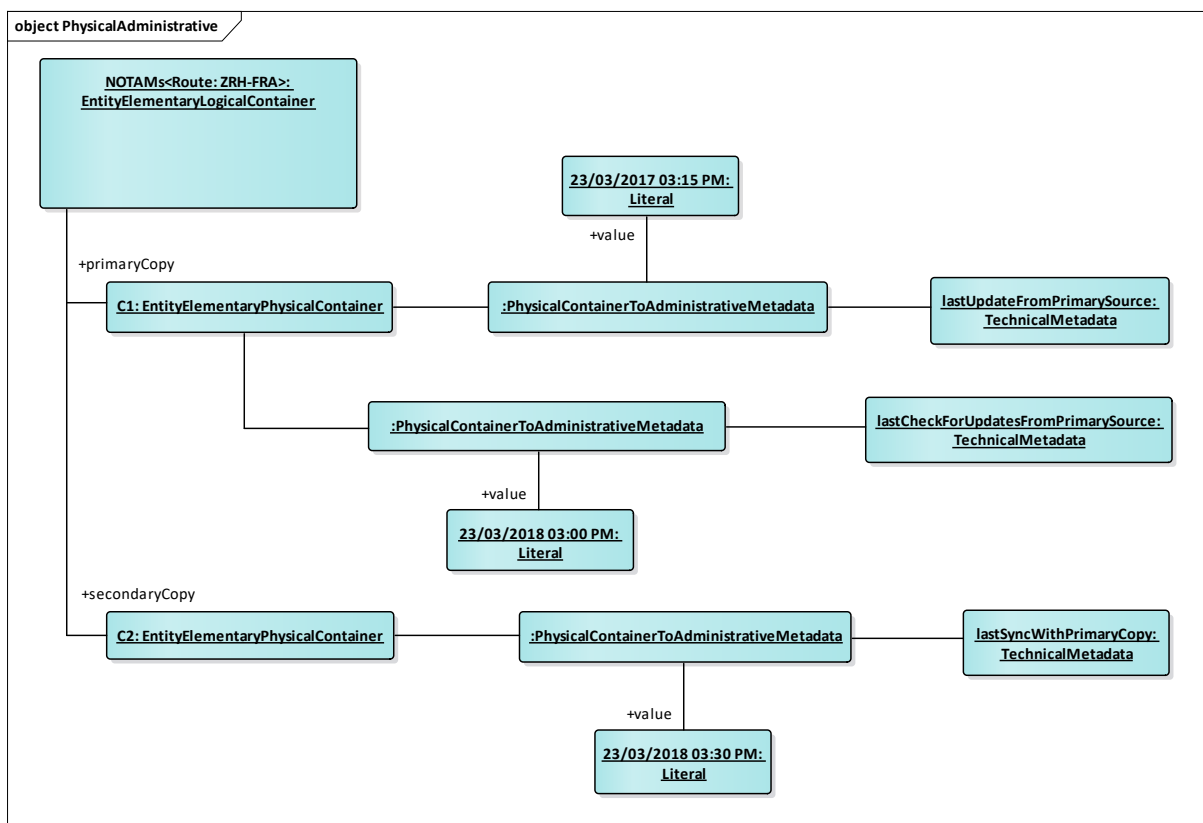 object PhysicalAdministrative
NOTAMs<Route: ZRH-FRA>:
EntityElementaryLogicalContainer
23/03/2017 03:15 PM:
Literal
+value
+primaryCopy
C1: EntityElementaryPhysicalContainer
:PhysicalContainerToAdministrativeMetadata
lastUpdateFromPrimarySource:
TechnicalMetadata
:PhysicalContainerToAdministrativeMetadata
lastCheckForUpdatesFromPrimarySource:
TechnicalMetadata
+value
23/03/2018 03:00 PM:
Literal
+secondaryCopy
C2: EntityElementaryPhysicalContainer
:PhysicalContainerToAdministrativeMetadata
lastSyncWithPrimaryCopy:
TechnicalMetadata
+value
23/03/2018 03:30 PM:
Literal